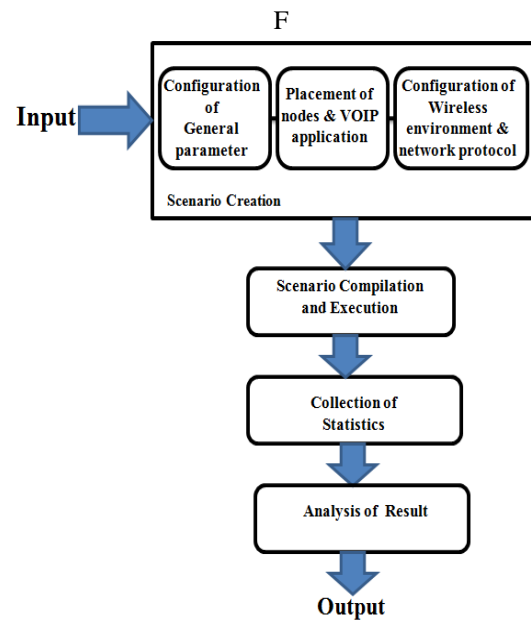 F
Input
Configuration
of
General
parameter
Placement of
nodes & VOIP
application
Configuration of
Wireless
environment &
network protocol
Scenario Creation
Scenario Compilation
and Execution
Collection of
Statistics
Analysis of Result
Output